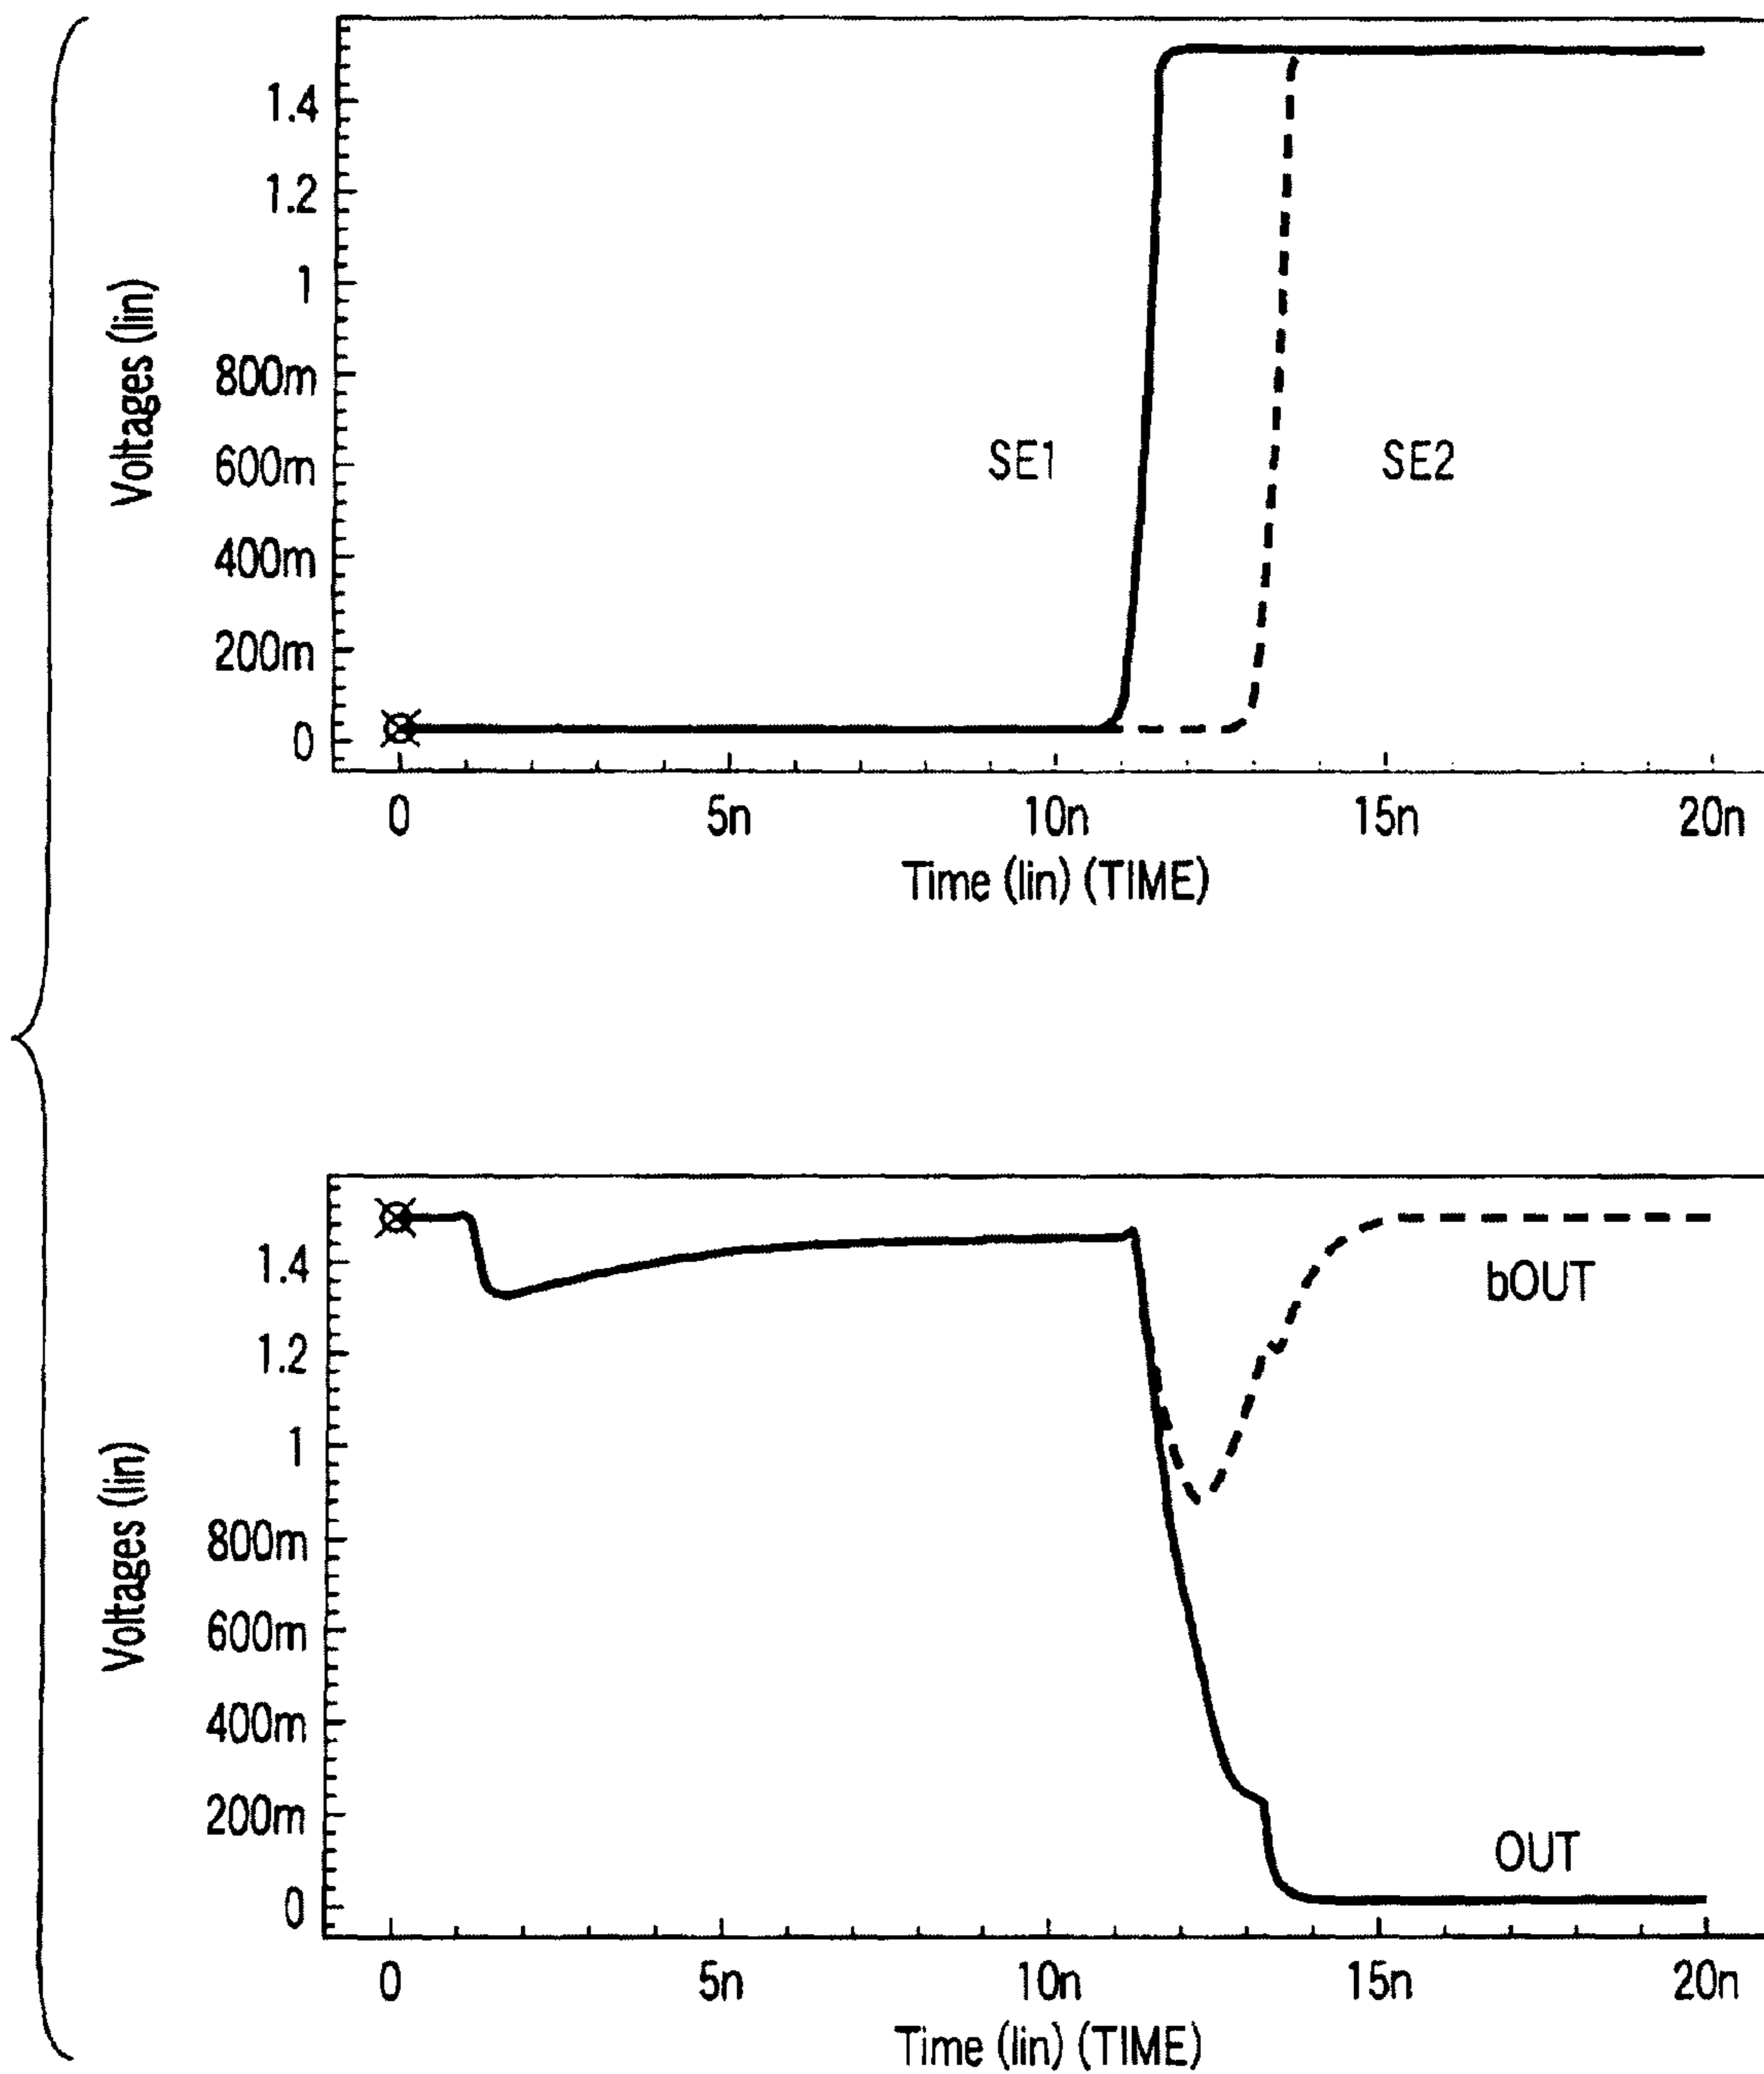 1.4
1.2
1
800m
600m
400m
200m
0
Voltages (lin)
SE1
SE2
0
5n
10n
15n
20n
Time (lin) (TIME)
1.4
1.2
1
800m
600m
400m
200m
0
Voltages (lin)
bOUT
OUT
0
5n
10n
15n
20n
Time (lin) (TIME)